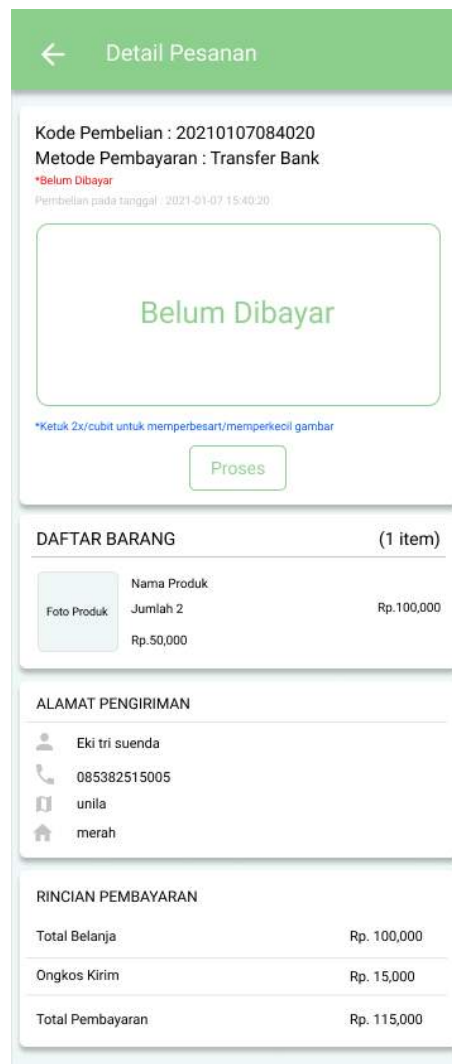 Detail Pesanan
Kode Pembelian : 20210107084020
Metode Pembayaran : Transfer Bank
*Belum Dibayar
Pembelian pada tanggal : 2021-01-07 15:40:20
Belum Dibayar
*Ketuk 2x/cubit untuk memperbesart/memperkecil gambar
Proses
DAFTAR BARANG (1 item)
Nama Produk
Foto Produk Jumlah 2 Rp.100,000
Rp.50,000
ALAMAT PENGIRIMAN
Eki tri suenda
085382515005
unila
merah
RINCIAN PEMBAYARAN
Total Belanja Rp. 100,000
Ongkos Kirim Rp. 15,000
Total Pembayaran Rp. 115,000